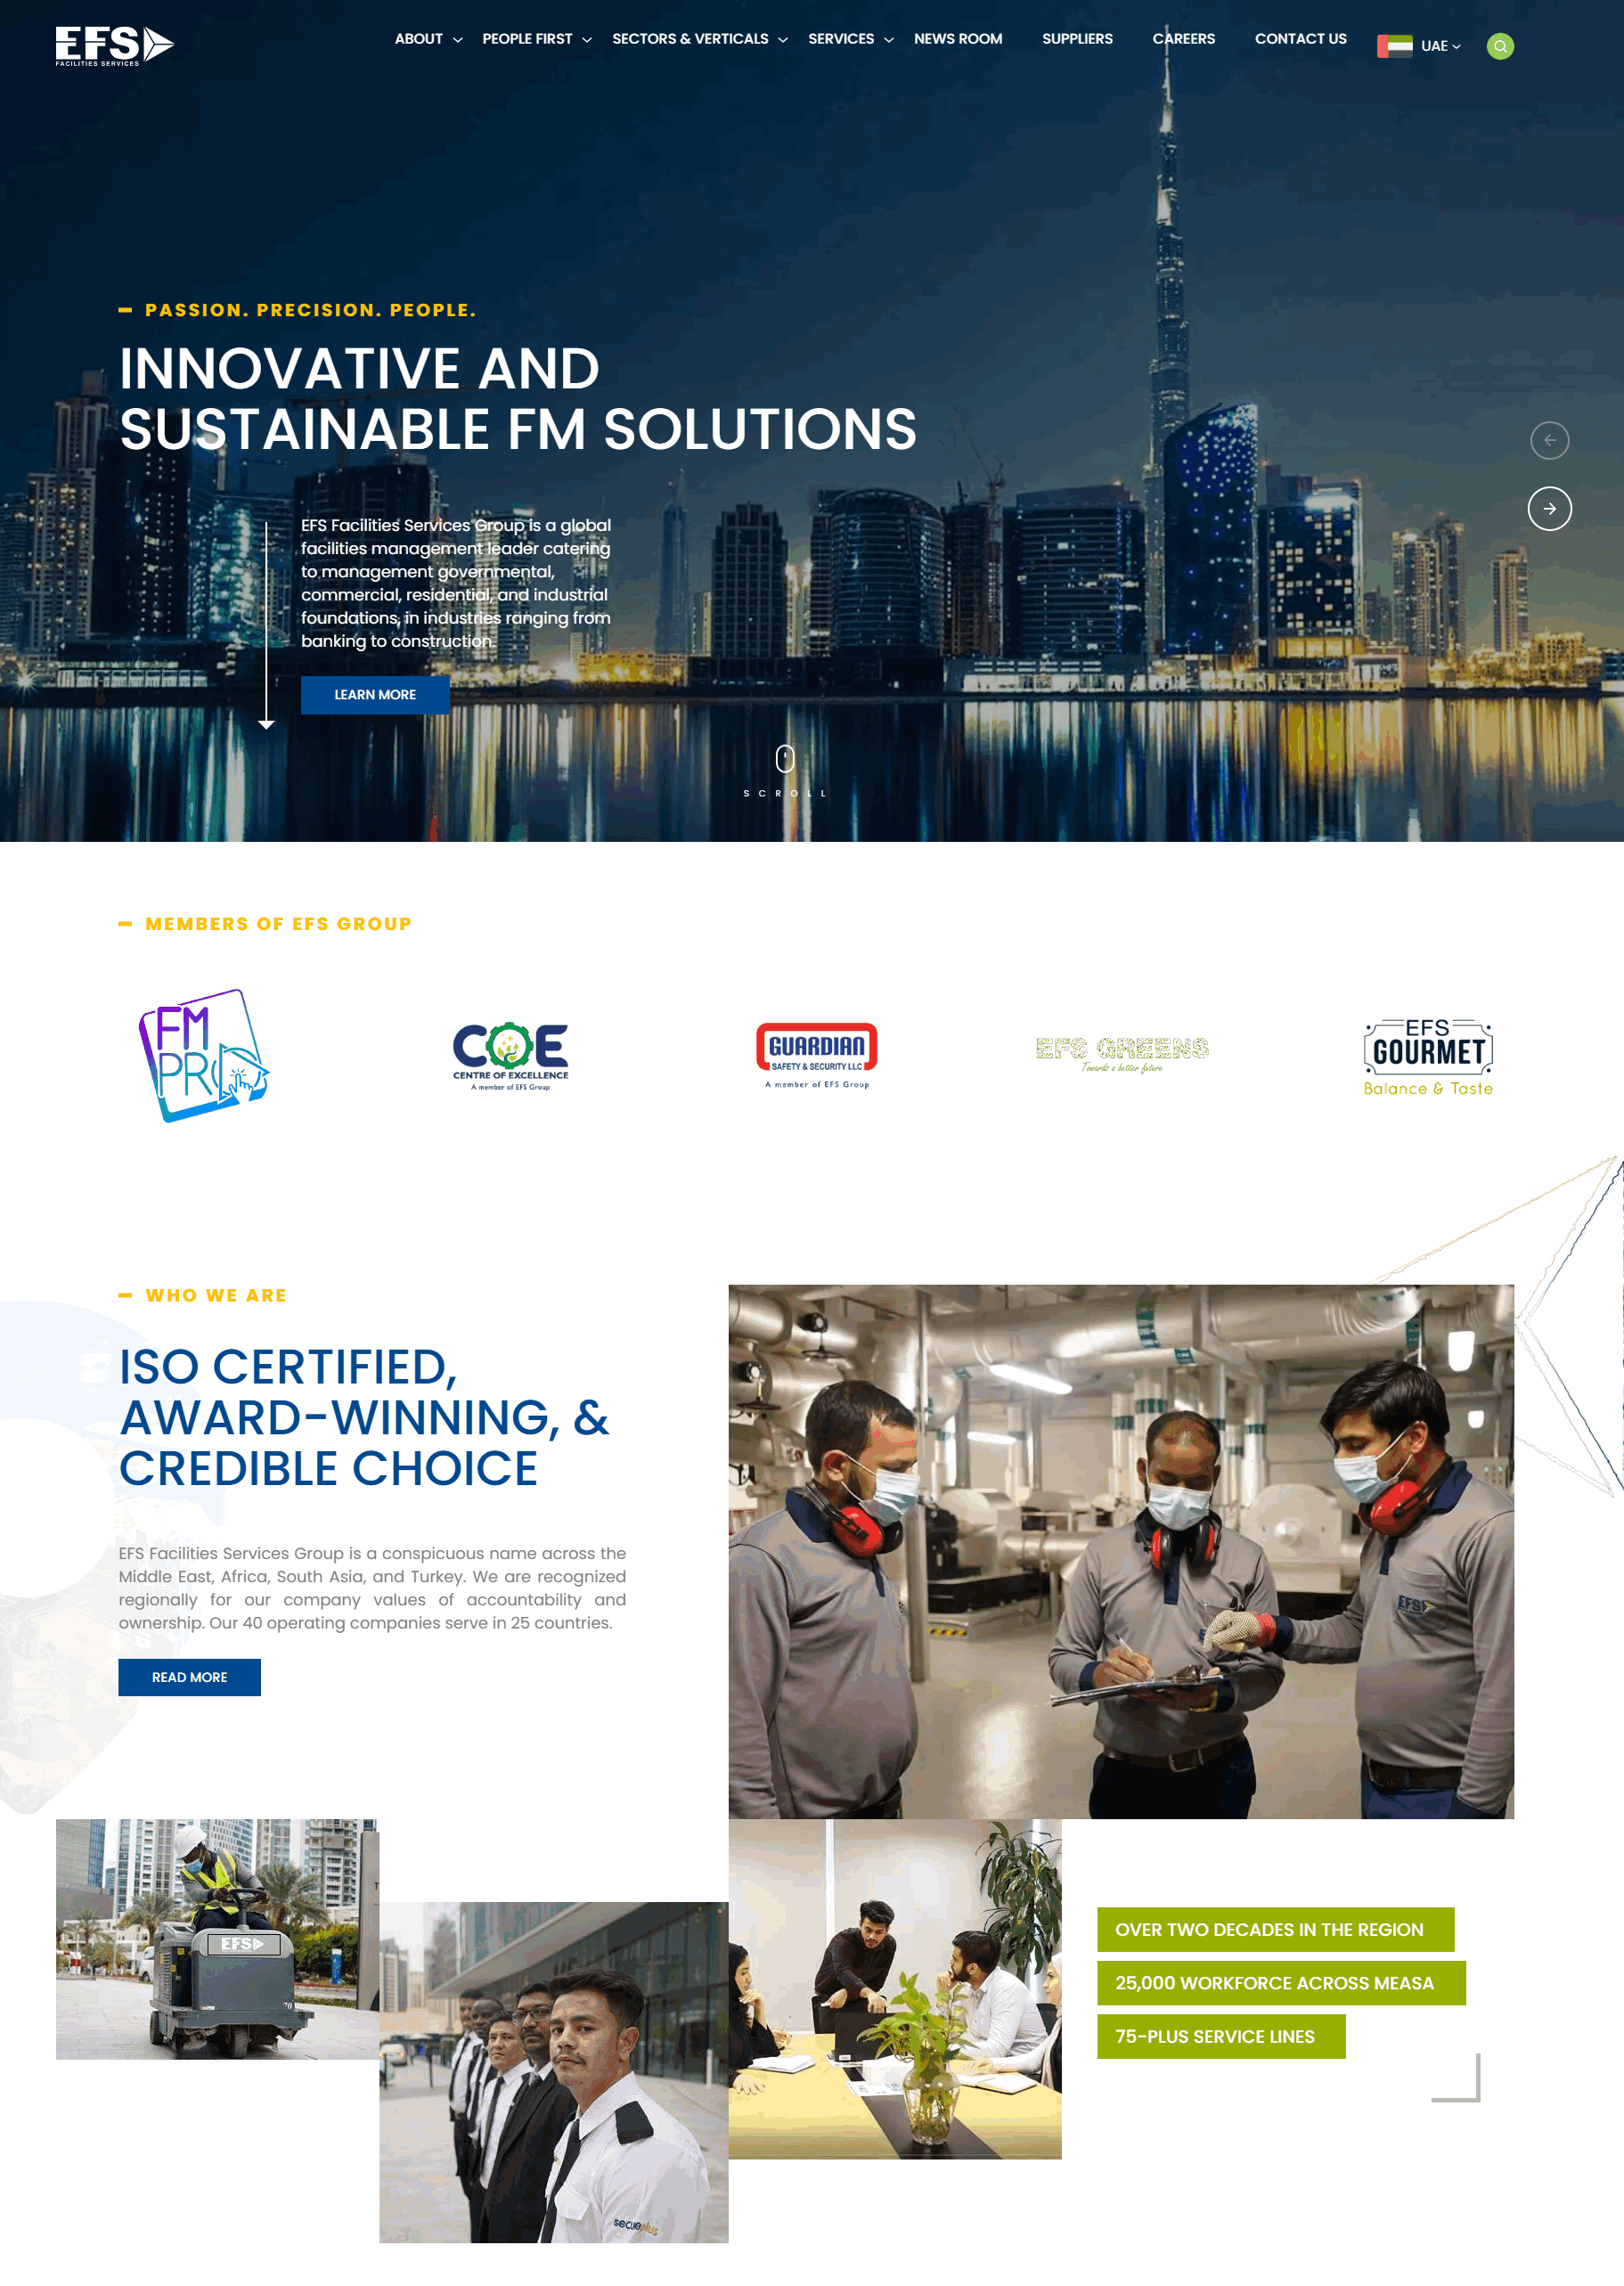 EFS
FACILITIES SERVICES
ABOUT
PEOPLE FIRST
SECTORS & VERTICALS
SERVICES
NEWS ROOM
SUPPLIERS
CAREERS
CONTACT US
UAE
PASSION. PRECISION. PEOPLE.
INNOVATIVE AND
SUSTAINABLE FM SOLUTIONS
EFS Facilities Services Group is a global
facilities management leader catering
to management governmental,
commercial, residential, and industrial
foundations, in industries ranging from
banking to construction.
LEARN MORE
SCROLL
MEMBERS OF EFS GROUP
FM
PRO
COE
CENTRE OF EXCELLENCE
A member of EFS Group
GUARDIAN
SAFETY & SECURITY LLC
A member of EFS Group
EFS GREENS
Towards a better future
EFS
GOURMET
Balance & Taste
WHO WE ARE
ISO CERTIFIED,
AWARD-WINNING, &
CREDIBLE CHOICE
EFS Facilities Services Group is a conspicuous name across the
Middle East, Africa, South Asia, and Turkey. We are recognized
regionally for our company values of accountability and
ownership. Our 40 operating companies serve in 25 countries.
READ MORE
EFS
EFS
70
secueplus
OVER TWO DECADES IN THE REGION
25,000 WORKFORCE ACROSS MEASA
75-PLUS SERVICE LINES